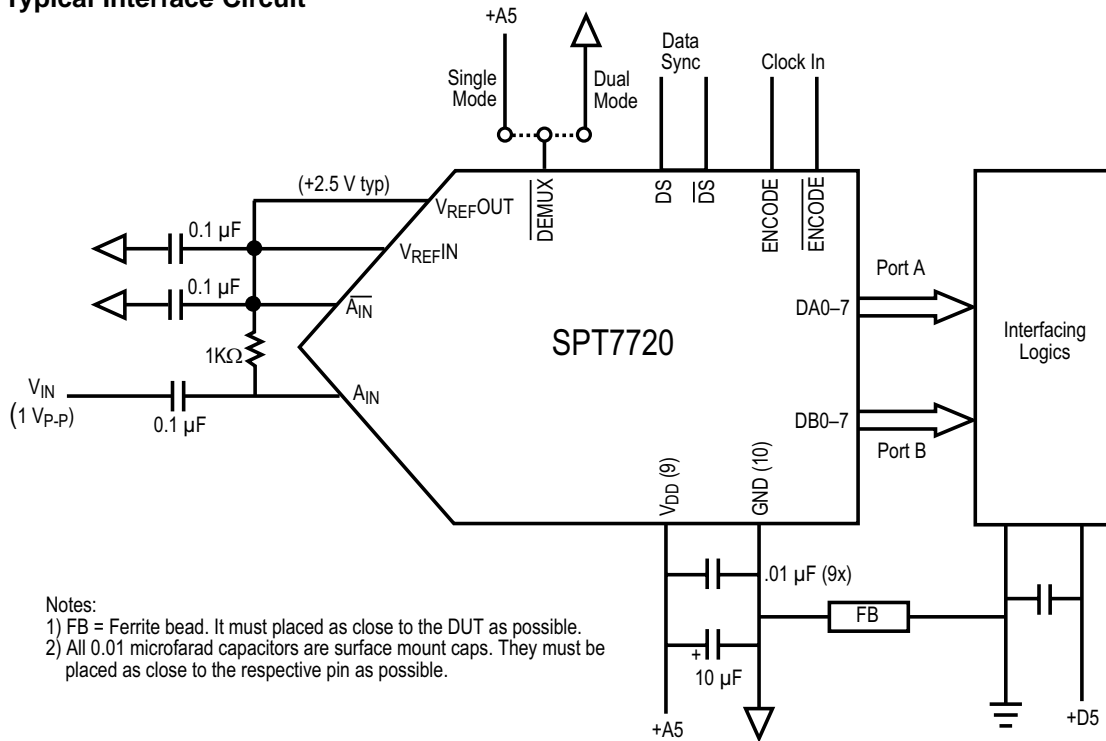 Typical Interface Circuit
+A5
Single
Mode
Dual
Mode
Data
Sync
Clock In
(+2.5 V typ)
VREFOUT
DEMUX
DS
DS
ENCODE
ENCODE
0.1 µF
VREFIN
0.1 µF
AIN
1KΩ
VIN
(1 VP-P)
0.1 µF
AIN
SPT7720
Port A
DA0–7
DB0–7
Port B
Interfacing
Logics
VDD (9)
GND (10)
.01 µF (9x)
FB
+
10 µF
+A5
+D5
Notes:
1) FB = Ferrite bead. It must placed as close to the DUT as possible.
2) All 0.01 microfarad capacitors are surface mount caps. They must be
placed as close to the respective pin as possible.